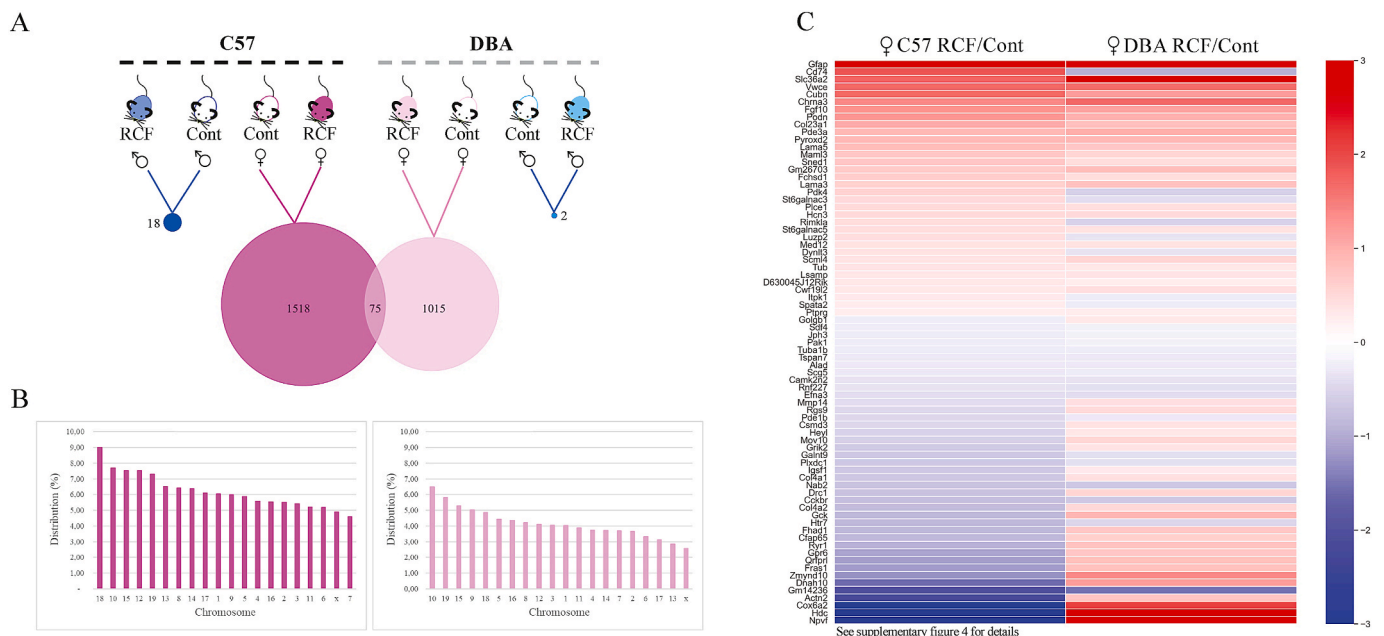 A
C57
DBA
RCF Cont Cont RCF RCF Cont Cont RCF
♂ ♂ ♀ ♀ ♀ ♀ ♂ ♂
18
2
1518
75
1015
B
10,00
9,00
8,00
7,00
6,00
5,00
4,00
3,00
2,00
1,00
-
Distribution (%)
18 10 15 12 19 13 8 14 17 1 9 5 4 16 2 3 11 6 x 7
Chromosome
10,00
9,00
8,00
7,00
6,00
5,00
4,00
3,00
2,00
1,00
0,00
Distribution (%)
10 19 15 9 18 5 16 8 12 3 1 11 4 14 7 2 6 17 13 x
Chromosome
C
♀ C57 RCF/Cont ♀ DBA RCF/Cont
Gfap
Cd74
Slc36a2
Vwce
Cubn
Chrna3
Fgf10
Podn
Col23a1
Pde3a
Pyroxd2
Lama5
Maml3
Sned1
Gm26703
Fchsd1
Lama3
Pdk4
St6galnac3
Plce1
Hcn3
Rimkla
St6galnac5
Luzp2
Med12
Dynlt3
Scml4
Tub
Lsamp
D630045J12Rik
Cwf19l2
Itpk1
Spata2
Ptprg
Golgb1
Sdf4
Jph3
Pak1
Tuba1b
Tspan7
Alad
Scg5
Camk2n2
Rnf227
Efna3
Mmp14
Rgs9
Pde1b
Csmd3
Heyl
Mov10
Grik2
Galnt9
Plxdc1
Igsf1
Col4a1
Nab2
Drc1
Cckbr
Col4a2
Gck
Htr7
Fhad1
Cfap65
Ryr1
Gpr6
Qrfprl
Fras1
Zmynd10
Dnah10
Gm14236
Actn2
Cox6a2
Hdc
Npvf
3
2
1
0
−1
−2
−3
See supplementary figure 4 for details